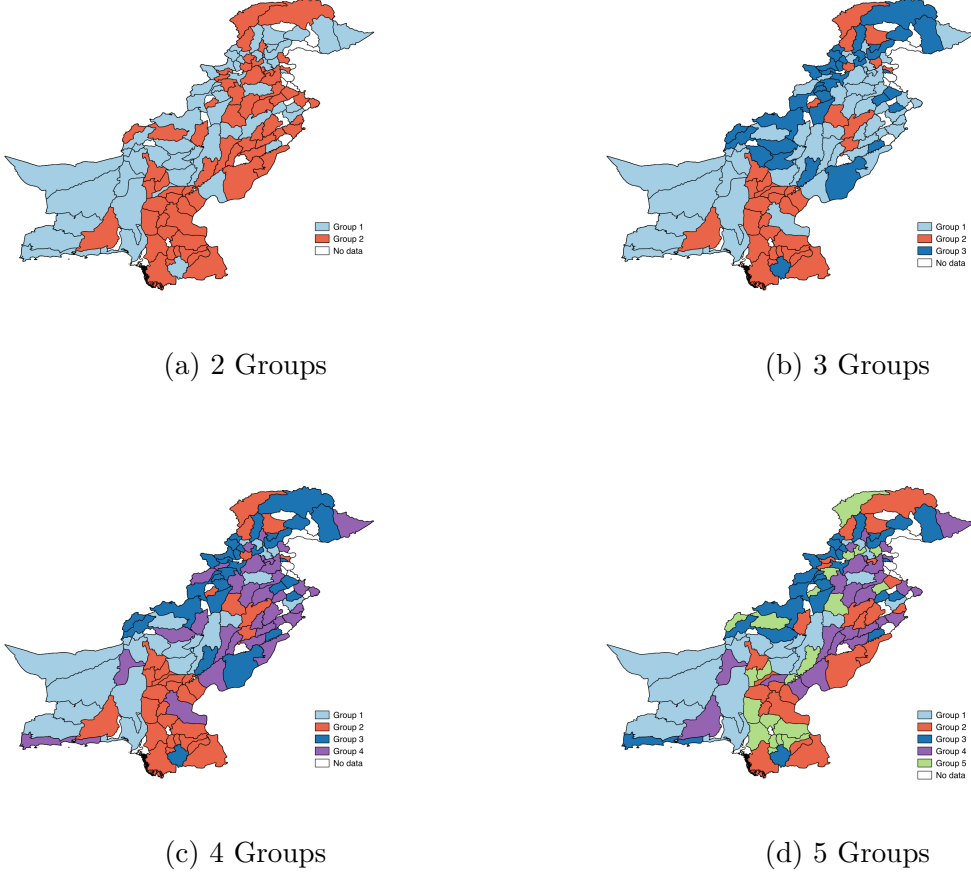 Group 1
Group 2
No data
(a) 2 Groups
Group 1
Group 2
Group 3
No data
(b) 3 Groups
Group 1
Group 2
Group 3
Group 4
No data
(c) 4 Groups
Group 1
Group 2
Group 3
Group 4
Group 5
No data
(d) 5 Groups